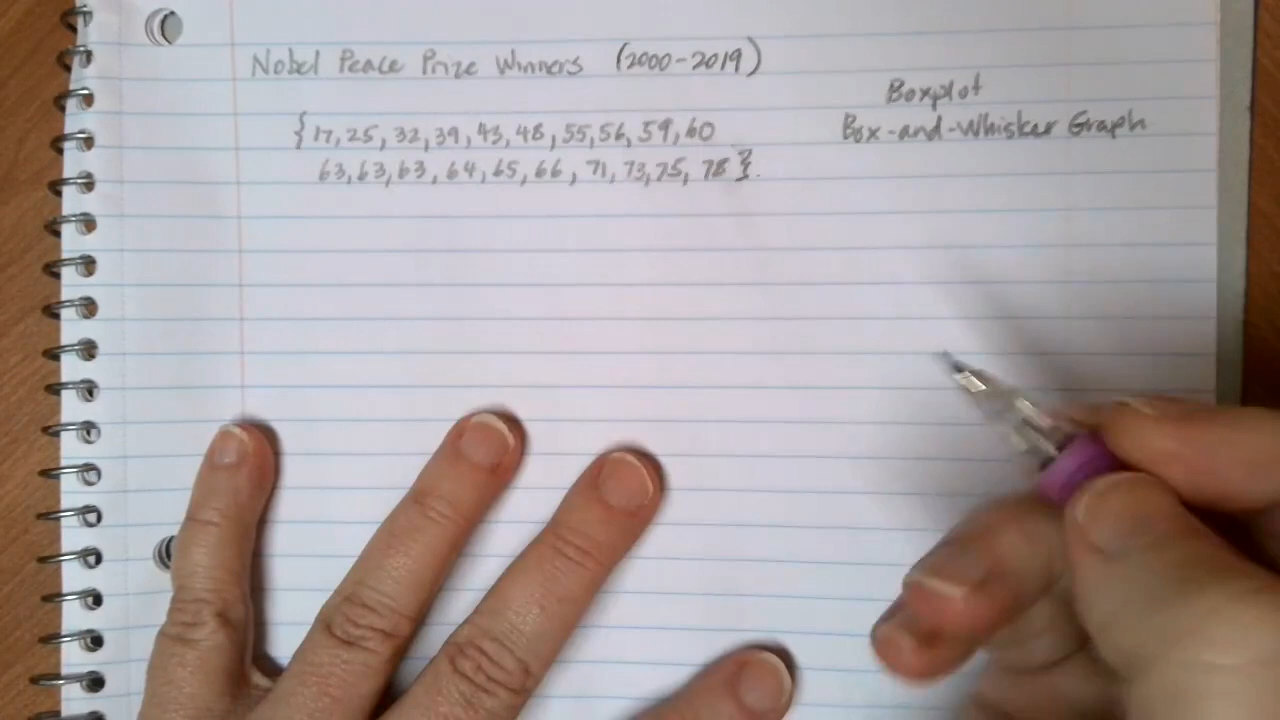 Nobel Peace Prize Winners (2000-2019)
{17, 25, 32, 39, 43, 48, 55, 56, 59, 60
63, 63, 63, 64, 65, 66, 71, 73, 75, 78}.
Boxplot
Box-and-Whisker Graph